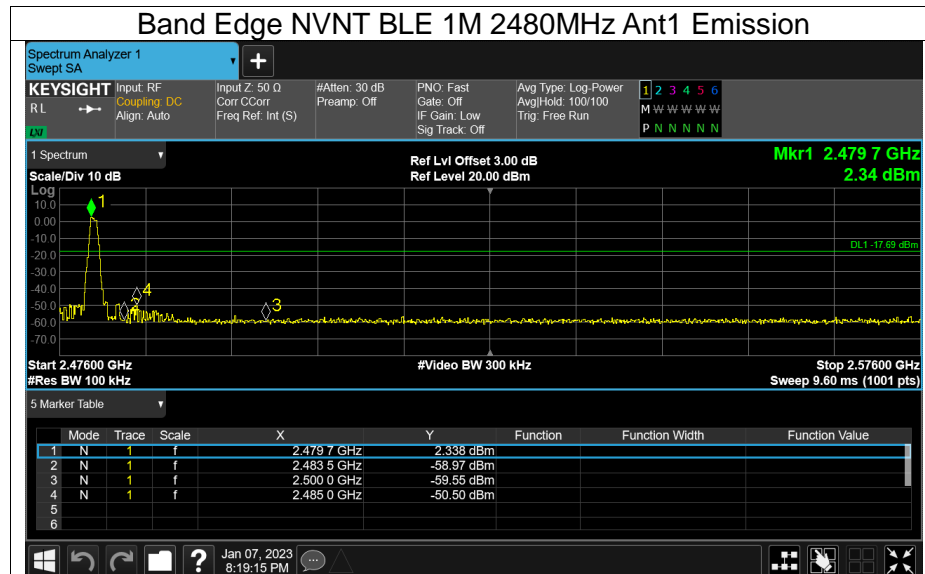 Band Edge NVNT BLE 1M 2480MHz Ant1 Emission
Spectrum Analyzer 1
Swept SA
+
KEYSIGHT Input: RF Input Z: 50 Ω #Atten: 30 dB PNO: Fast Avg Type: Log-Power 1 2 3 4 5 6
RL Coupling: DC Corr CCorr Preamp: Off Gate: Off Avg|Hold: 100/100 M W W W W W
Align: Auto Freq Ref: Int (S) IF Gain: Low Trig: Free Run
LXI Sig Track: Off P N N N N N
1 Spectrum Ref Lvl Offset 3.00 dB Mkr1 2.479 7 GHz
Scale/Div 10 dB Ref Level 20.00 dBm 2.34 dBm
Log
10.0 1
0.00
-10.0 DL1 -17.69 dBm
-20.0
-30.0
-40.0 4
-50.0 3
-60.0
-70.0
Start 2.47600 GHz #Video BW 300 kHz Stop 2.57600 GHz
#Res BW 100 kHz Sweep 9.60 ms (1001 pts)
5 Marker Table
Mode Trace Scale X Y Function Function Width Function Value
1 N 1 f 2.479 7 GHz 2.338 dBm
2 N 1 f 2.483 5 GHz -58.97 dBm
3 N 1 f 2.500 0 GHz -59.55 dBm
4 N 1 f 2.485 0 GHz -50.50 dBm
5
6
? Jan 07, 2023
8:19:15 PM